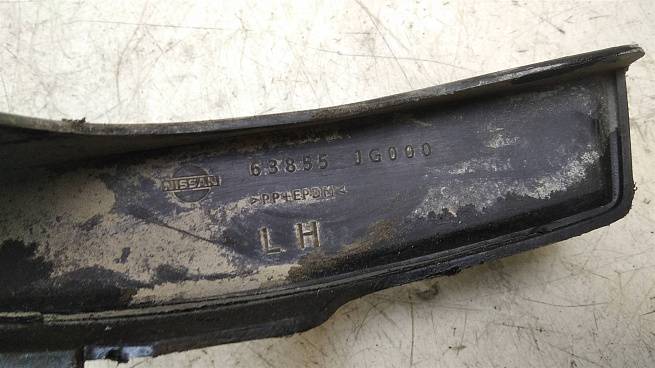 NISSAN
63855 1G000
>PP+EPDM<
LH